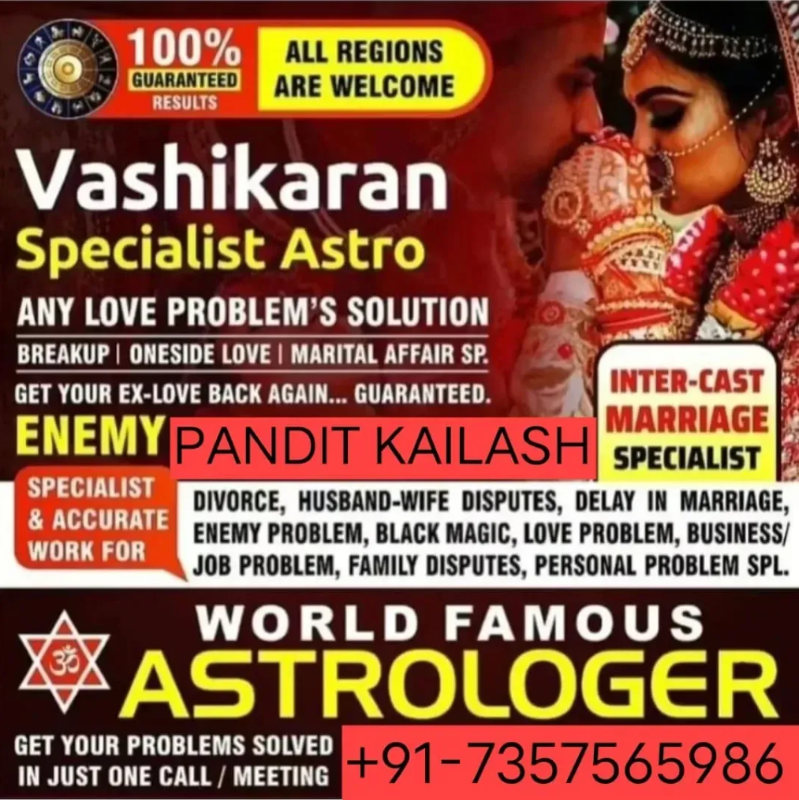 100%
GUARANTEED
RESULTS
ALL REGIONS
ARE WELCOME
Vashikaran
Specialist Astro
ANY LOVE PROBLEM'S SOLUTION
BREAKUP | ONESIDE LOVE | MARITAL AFFAIR SP.
GET YOUR EX-LOVE BACK AGAIN... GUARANTEED.
ENEMY PANDIT KAILASH
INTER-CAST
MARRIAGE
SPECIALIST
SPECIALIST
& ACCURATE
WORK FOR
DIVORCE, HUSBAND-WIFE DISPUTES, DELAY IN MARRIAGE,
ENEMY PROBLEM, BLACK MAGIC, LOVE PROBLEM, BUSINESS/
JOB PROBLEM, FAMILY DISPUTES, PERSONAL PROBLEM SPL.
ॐ
WORLD FAMOUS
ASTROLOGER
GET YOUR PROBLEMS SOLVED
IN JUST ONE CALL / MEETING
+91-7357565986